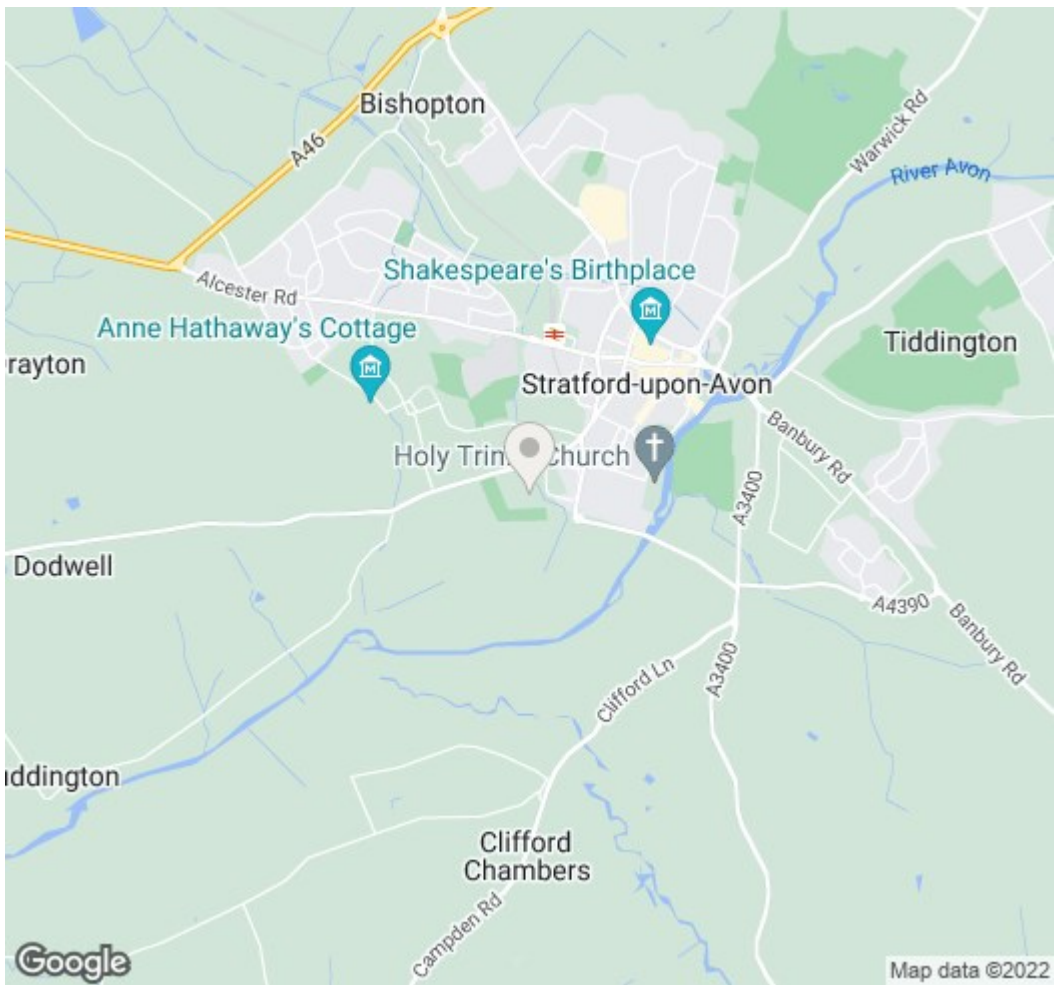 Bishopton
A46
Warwick Rd
River Avon
Shakespeare's Birthplace
Alcester Rd
Anne Hathaway's Cottage
Tiddington
rayton
Stratford-upon-Avon
Banbury Rd
Holy Trin Church
A3400
Dodwell
A4390
Banbury Rd
Clifford Ln
A3400
uddington
Clifford
Chambers
Campden Rd
Google
Map data ©2022